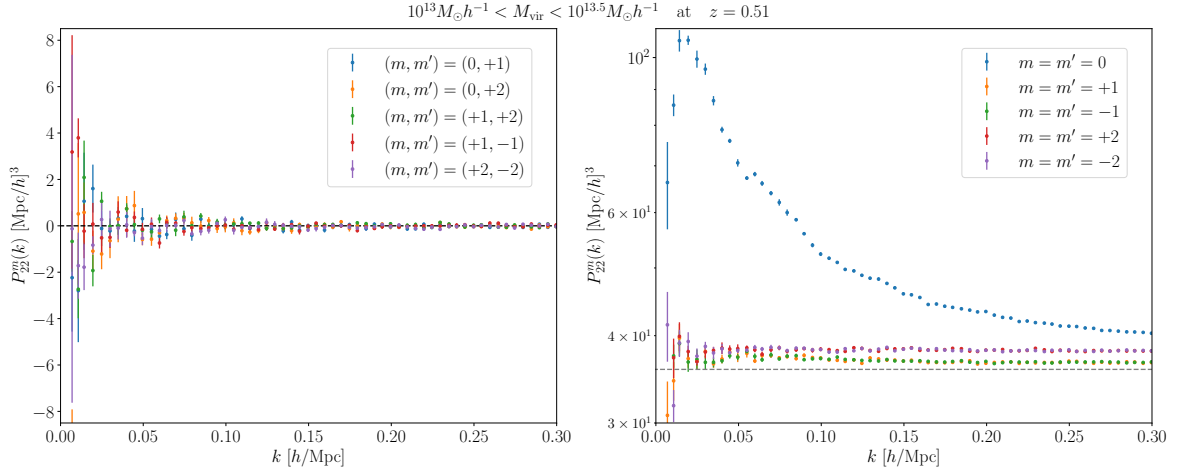 10^{13}M_⊙h^{-1} < M_{vir} < 10^{13.5}M_⊙h^{-1} at z = 0.51
P_{22}^m(k) [Mpc/h]^3
8
6
4
2
0
−2
−4
−6
−8
(m, m′) = (0, +1)
(m, m′) = (0, +2)
(m, m′) = (+1, +2)
(m, m′) = (+1, −1)
(m, m′) = (+2, −2)
0.00 0.05 0.10 0.15 0.20 0.25 0.30
k [h/Mpc]
P_{22}^m(k) [Mpc/h]^3
10^2
6 × 10^1
4 × 10^1
3 × 10^1
m = m′ = 0
m = m′ = +1
m = m′ = −1
m = m′ = +2
m = m′ = −2
0.00 0.05 0.10 0.15 0.20 0.25 0.30
k [h/Mpc]